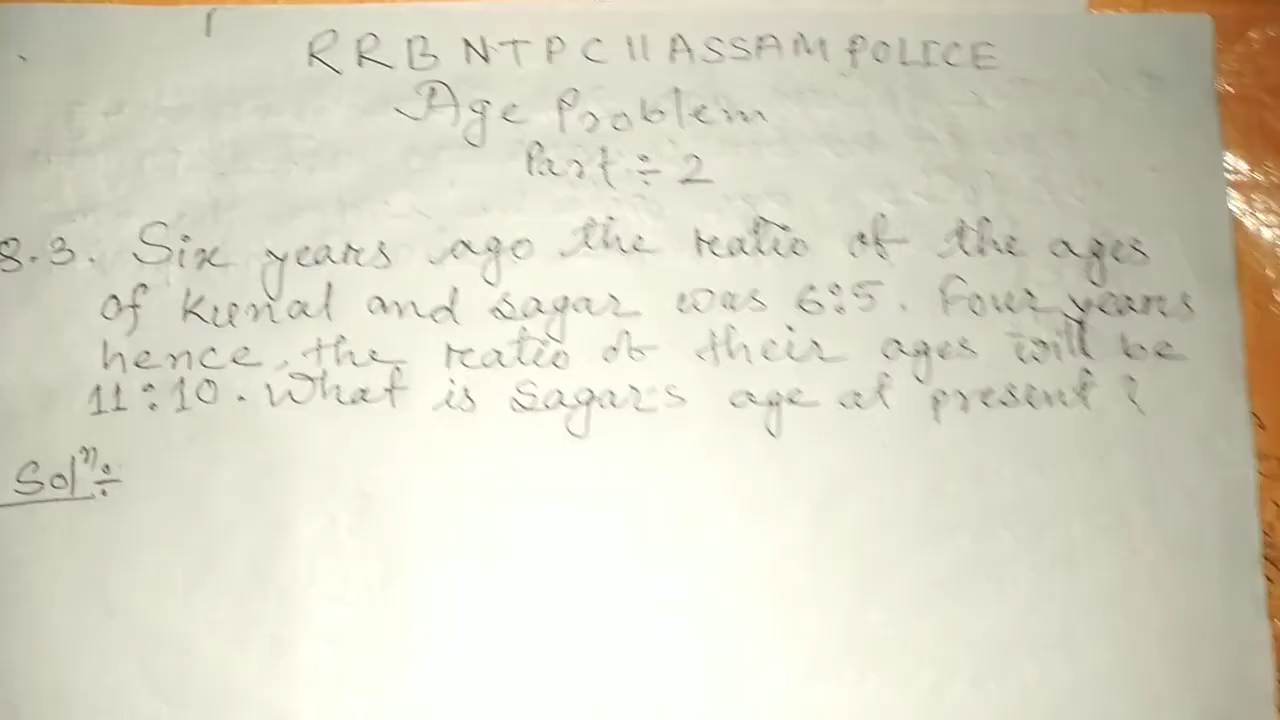 RRB NTPC || ASSAM POLICE
Age Problem
Part ÷ 2
8.3. Six years ago the ratio of the ages
of Kunal and Sagar was 6:5. Four years
hence, the ratio of their ages will be
11:10. What is Sagar's age at present ?
Solⁿ ÷